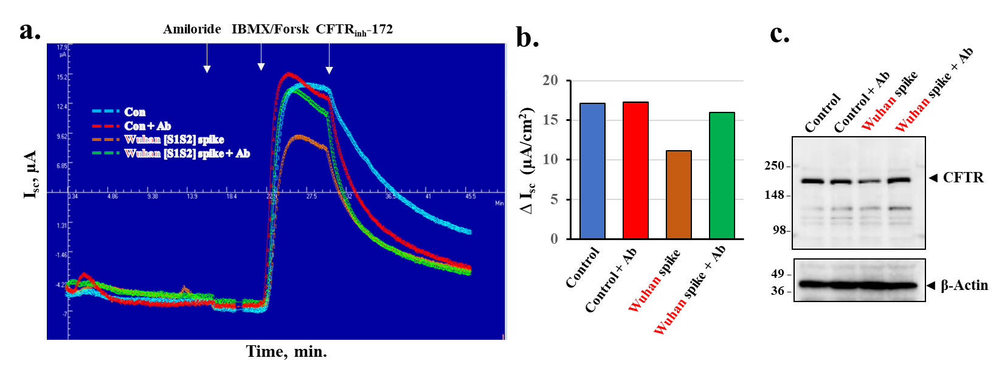 a.
Amiloride IBMX/Forsk CFTRinh-172
17.9
µA
15.2
12.4
9.62
6.85
1.31
-1.46
-4.2
-7
Con
Con + Ab
Wuhan [S1S2] spike
Wuhan [S1S2] spike + Ab
0.34 4.86 9.38 13.9 18.4 27.5 32 36.5 41 45.5
Min
Isc, µA
Time, min.
b.
Δ Isc (µA/cm²)
20
15
10
5
0
Control
Control + Ab
Wuhan spike
Wuhan spike + Ab
c.
Control
Control + Ab
Wuhan spike
Wuhan spike + Ab
250
148
98
◄ CFTR
49
36
◄ β-Actin